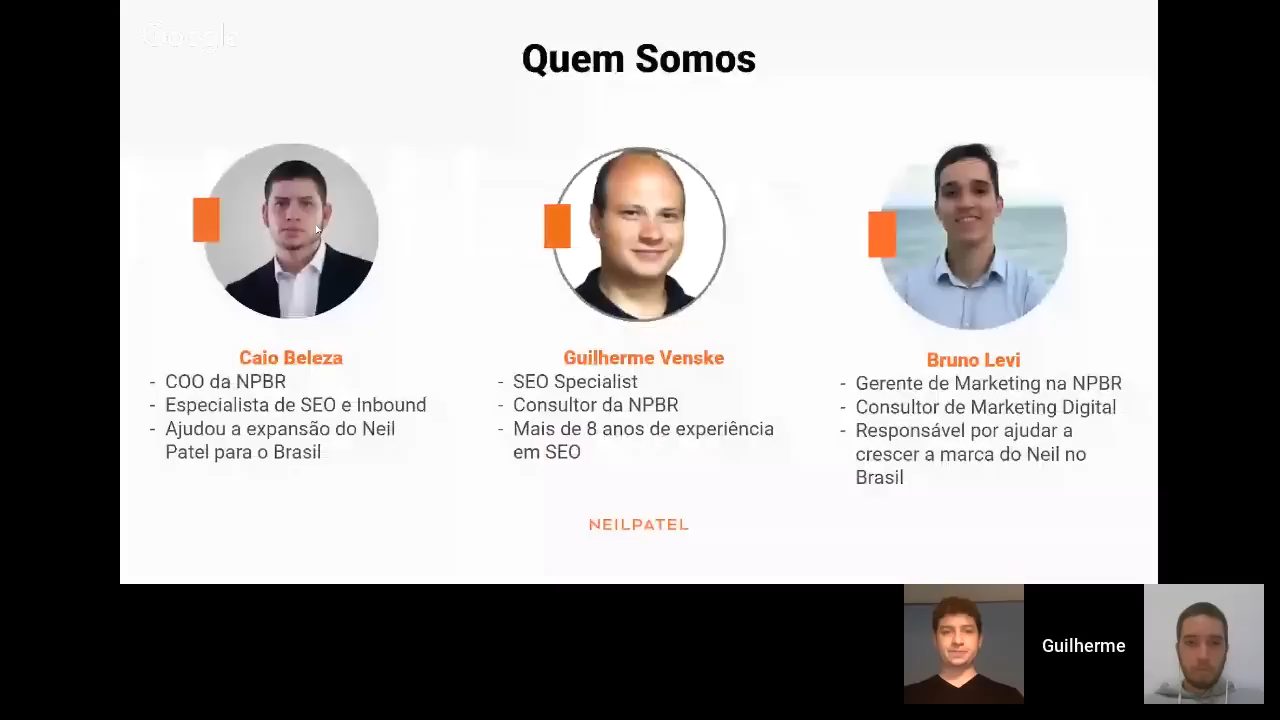 Google
Quem Somos
Caio Beleza
- COO da NPBR
- Especialista de SEO e Inbound
- Ajudou a expansão do Neil
Patel para o Brasil
Guilherme Venske
- SEO Specialist
- Consultor da NPBR
- Mais de 8 anos de experiência
em SEO
Bruno Levi
- Gerente de Marketing na NPBR
- Consultor de Marketing Digital
- Responsável por ajudar a
crescer a marca do Neil no
Brasil
NEILPATEL
Guilherme